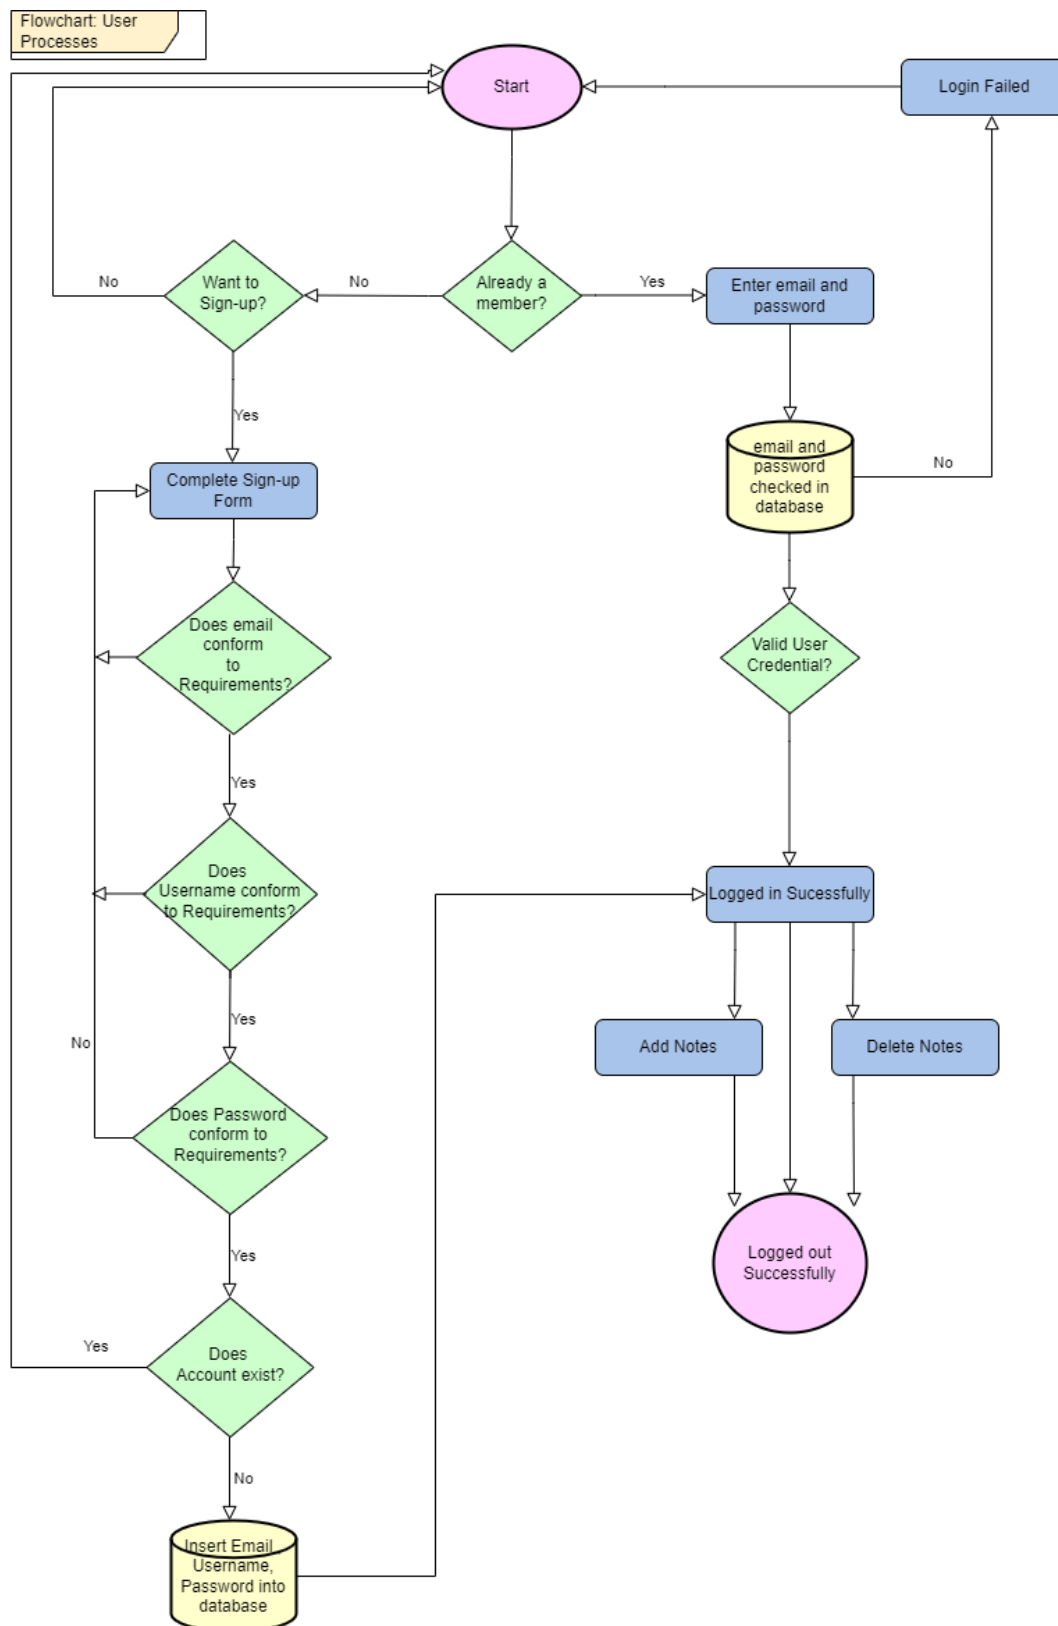 Flowchart: User
Processes
Start
Login Failed
Want to
Sign-up?
No
No
Already a
member?
Yes
Enter email and
password
Yes
email and
password
checked in
database
No
Complete Sign-up
Form
Does email
conform
to
Requirements?
Valid User
Credential?
Yes
Does
Username conform
to Requirements?
Logged in Sucessfully
Yes
No
Add Notes
Delete Notes
Does Password
conform to
Requirements?
Yes
Logged out
Successfully
Yes
Does
Account exist?
No
Insert Email
Username,
Password into
database